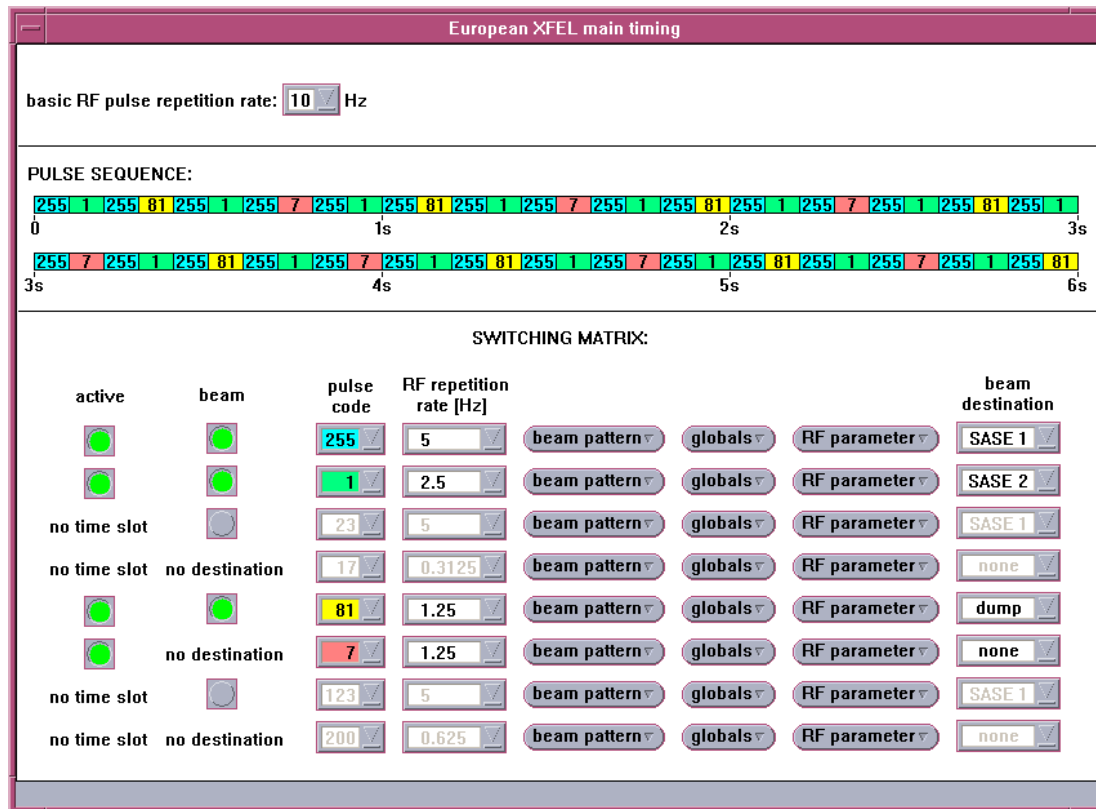 European XFEL main timing
basic RF pulse repetition rate: 10 Hz
PULSE SEQUENCE:
255 1 255 81 255 1 255 7 255 1 255 81 255 1 255 7 255 1 255 81 255 1 255 7 255 1 255 81 255 1
0 1s 2s 3s
255 7 255 1 255 81 255 1 255 7 255 1 255 81 255 1 255 7 255 1 255 81 255 1 255 7 255 1 255 81
3s 4s 5s 6s
SWITCHING MATRIX:
active beam pulse code RF repetition rate [Hz] beam destination
255 5 beam pattern globals RF parameter SASE 1
1 2.5 beam pattern globals RF parameter SASE 2
no time slot 23 5 beam pattern globals RF parameter SASE 1
no time slot no destination 17 0.3125 beam pattern globals RF parameter none
81 1.25 beam pattern globals RF parameter dump
no destination 7 1.25 beam pattern globals RF parameter none
no time slot 123 5 beam pattern globals RF parameter SASE 1
no time slot no destination 200 0.625 beam pattern globals RF parameter none